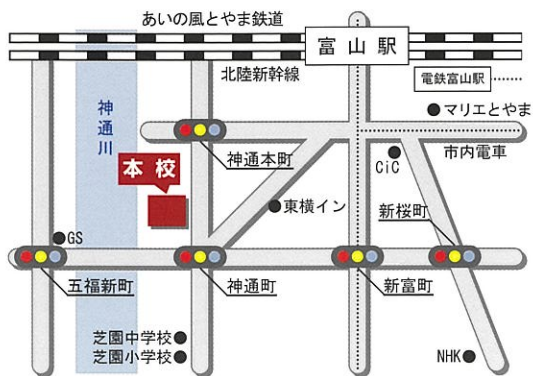 あいの風とやま鉄道
富山駅
北陸新幹線
電鉄富山駅
神通川
マリエとやま
市内電車
神通本町
CiC
本校
東横イン
新桜町
GS
五福新町
神通町
新富町
芝園中学校
芝園小学校
NHK